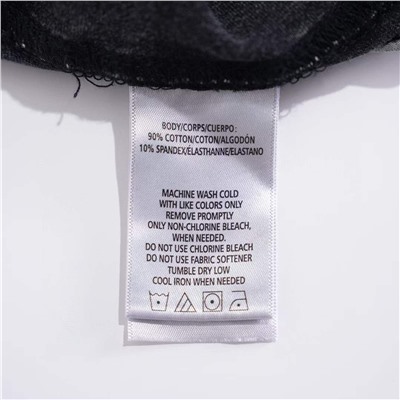 BODY/CORPS/CUERPO:
90% COTTON/COTON/ALGODÓN
10% SPANDEX/ÉLASTHANNE/ELASTANO
MACHINE WASH COLD
WITH LIKE COLORS ONLY
REMOVE PROMPTLY
ONLY NON-CHLORINE BLEACH,
WHEN NEEDED.
DO NOT USE CHLORINE BLEACH
DO NOT USE FABRIC SOFTENER
TUMBLE DRY LOW
COOL IRON WHEN NEEDED